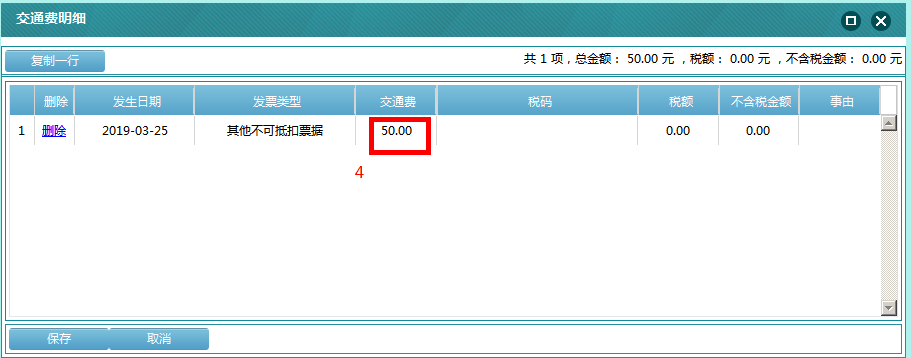 交通费明细
复制一行
共 1 项，总金额： 50.00 元 ，税额： 0.00 元 ，不含税金额： 0.00 元
删除 发生日期 发票类型 交通费 税码 税额 不含税金额 事由
1 删除 2019-03-25 其他不可抵扣票据 50.00 0.00 0.00
4
保存 取消